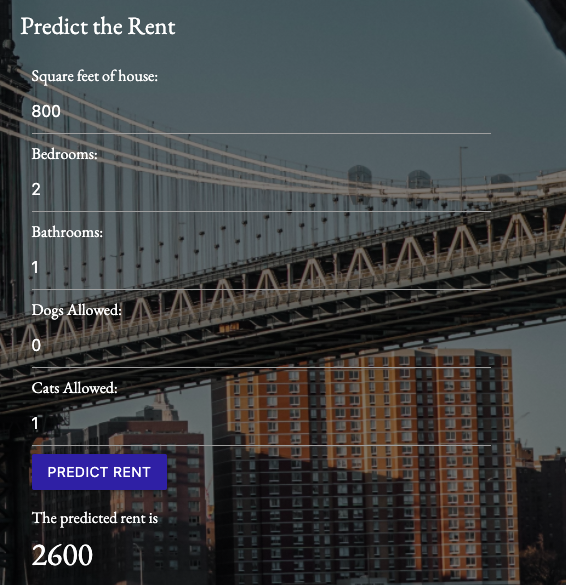 Predict the Rent
Square feet of house:
800
Bedrooms:
2
Bathrooms:
1
Dogs Allowed:
0
Cats Allowed:
1
PREDICT RENT
The predicted rent is
2600